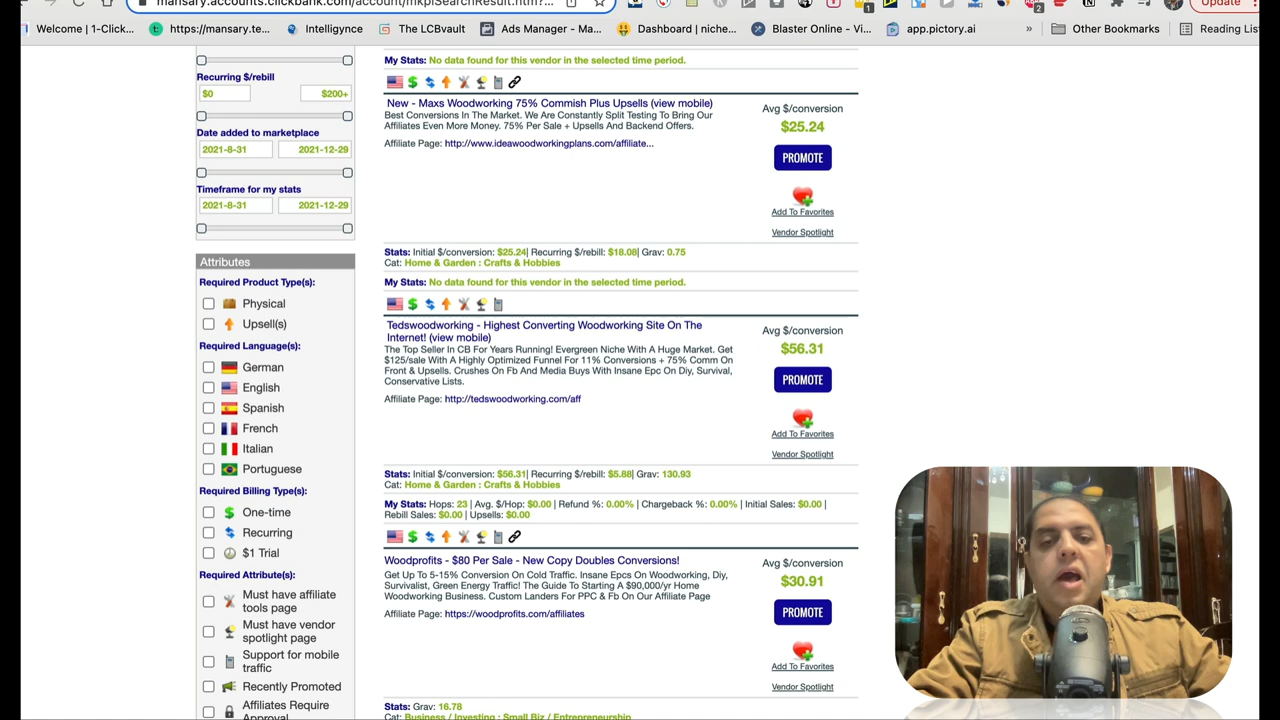 mansary.accounts.clickbank.com/account/mkplSearchResult.htm?...
Update
Welcome | 1-Click...
https://mansary.te...
Intelligynce
The LCBvault
Ads Manager - Ma...
Dashboard | niche...
Blaster Online - Vi...
app.pictory.ai
»
Other Bookmarks
Reading List
Recurring $/rebill
$0
$200+
Date added to marketplace
2021-8-31
2021-12-29
Timeframe for my stats
2021-8-31
2021-12-29
Attributes
Required Product Type(s):
Physical
Upsell(s)
Required Language(s):
German
English
Spanish
French
Italian
Portuguese
Required Billing Type(s):
One-time
Recurring
$1 Trial
Required Attribute(s):
Must have affiliate
tools page
Must have vendor
spotlight page
Support for mobile
traffic
Recently Promoted
Affiliates Require
Approval
My Stats: No data found for this vendor in the selected time period.
New - Maxs Woodworking 75% Commish Plus Upsells (view mobile)
Best Conversions In The Market. We Are Constantly Split Testing To Bring Our
Affiliates Even More Money. 75% Per Sale + Upsells And Backend Offers.
Affiliate Page: http://www.ideawoodworkingplans.com/affiliate...
Avg $/conversion
$25.24
PROMOTE
Add To Favorites
Vendor Spotlight
Stats: Initial $/conversion: $25.24| Recurring $/rebill: $18.08| Grav: 0.75
Cat: Home & Garden : Crafts & Hobbies
My Stats: No data found for this vendor in the selected time period.
Tedswoodworking - Highest Converting Woodworking Site On The
Internet! (view mobile)
The Top Seller In CB For Years Running! Evergreen Niche With A Huge Market. Get
$125/sale With A Highly Optimized Funnel For 11% Conversions + 75% Comm On
Front & Upsells. Crushes On Fb And Media Buys With Insane Epc On Diy, Survival,
Conservative Lists.
Affiliate Page: http://tedswoodworking.com/aff
Avg $/conversion
$56.31
PROMOTE
Add To Favorites
Vendor Spotlight
Stats: Initial $/conversion: $56.31| Recurring $/rebill: $5.88| Grav: 130.93
Cat: Home & Garden : Crafts & Hobbies
My Stats: Hops: 23 | Avg. $/Hop: $0.00 | Refund %: 0.00% | Chargeback %: 0.00% | Initial Sales: $0.00 |
Rebill Sales: $0.00 | Upsells: $0.00
Woodprofits - $80 Per Sale - New Copy Doubles Conversions!
Get Up To 5-15% Conversion On Cold Traffic. Insane Epcs On Woodworking, Diy,
Survivalist, Green Energy Traffic! The Guide To Starting A $90,000/yr Home
Woodworking Business. Custom Landers For PPC & Fb On Our Affiliate Page
Affiliate Page: https://woodprofits.com/affiliates
Avg $/conversion
$30.91
PROMOTE
Add To Favorites
Vendor Spotlight
Stats: Grav: 16.78
Cat: Business / Investing : Small Biz / Entrepreneurship